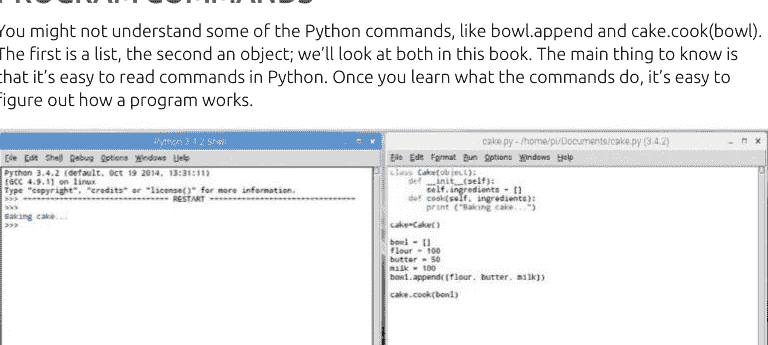 PROGRAM COMMANDS
You might not understand some of the Python commands, like bowl.append and cake.cook(bowl).
The first is a list, the second an object; we'll look at both in this book. The main thing to know is
that it's easy to read commands in Python. Once you learn what the commands do, it's easy to
figure out how a program works.
Python 3.4.2 Shell
File Edit Shell Debug Options Windows Help
Python 3.4.2 (default, Oct 19 2014, 13:31:11)
[GCC 4.9.1] on linux
Type "copyright", "credits" or "license()" for more information.
>>> ================================ RESTART ================================
>>>
Baking cake...
>>>
cake.py - /home/pi/Documents/cake.py (3.4.2)
File Edit Format Run Options Windows Help
class Cake(object):
    def __init__(self):
        self.ingredients = []
    def cook(self, ingredients):
        print ("Baking cake...")
cake=Cake()
bowl = []
flour = 100
butter = 50
milk = 100
bowl.append([flour, butter, milk])
cake.cook(bowl)